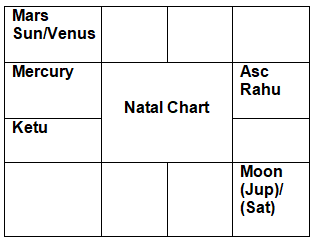 Mars
Sun/Venus
Mercury
Asc
Rahu
Natal Chart
Ketu
Moon
(Jup)/
(Sat)